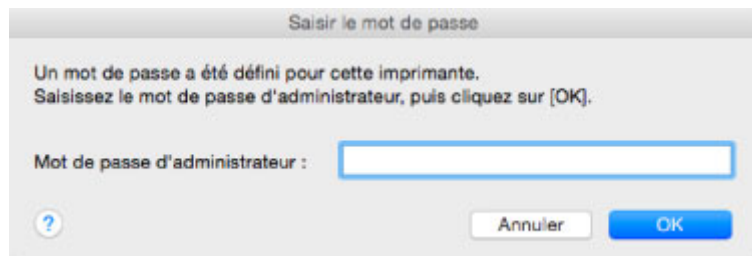 Saisir le mot de passe
Un mot de passe a été défini pour cette imprimante.
Saisissez le mot de passe d'administrateur, puis cliquez sur [OK].
Mot de passe d'administrateur :
? Annuler OK